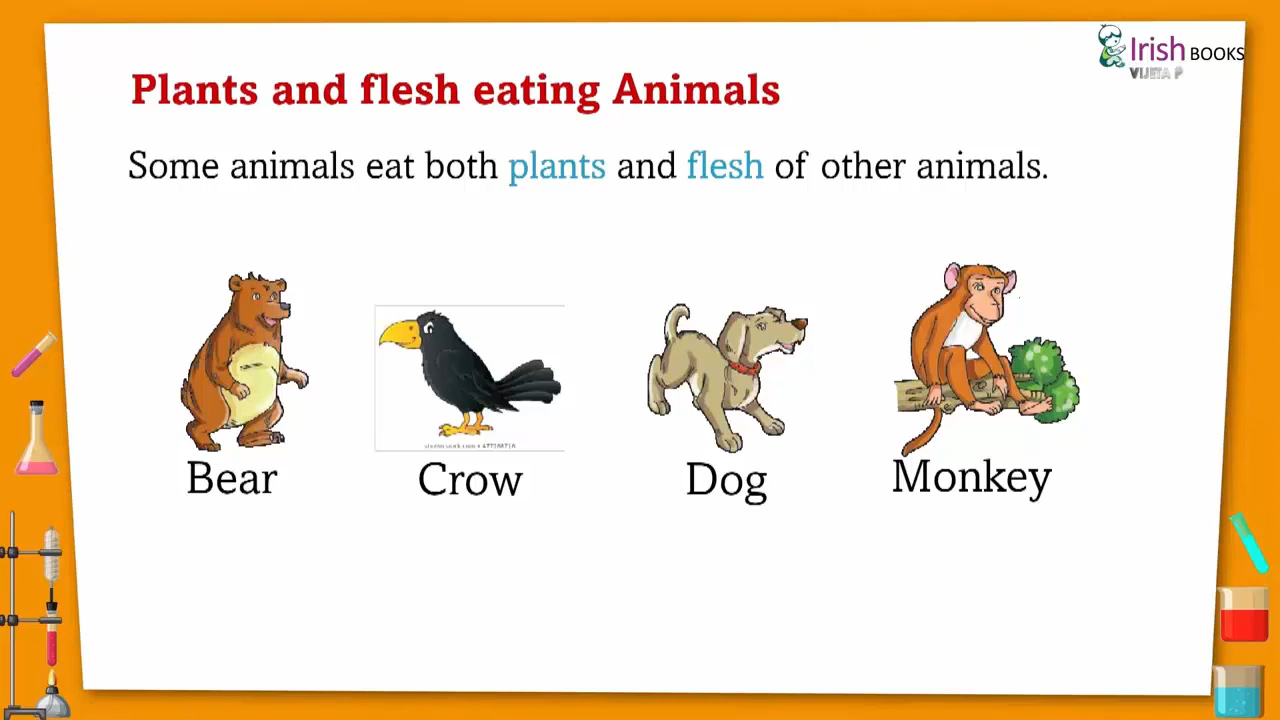 Irish BOOKS
VIJETA P
Plants and flesh eating Animals
Some animals eat both plants and flesh of other animals.
Bear
Crow
Dog
Monkey